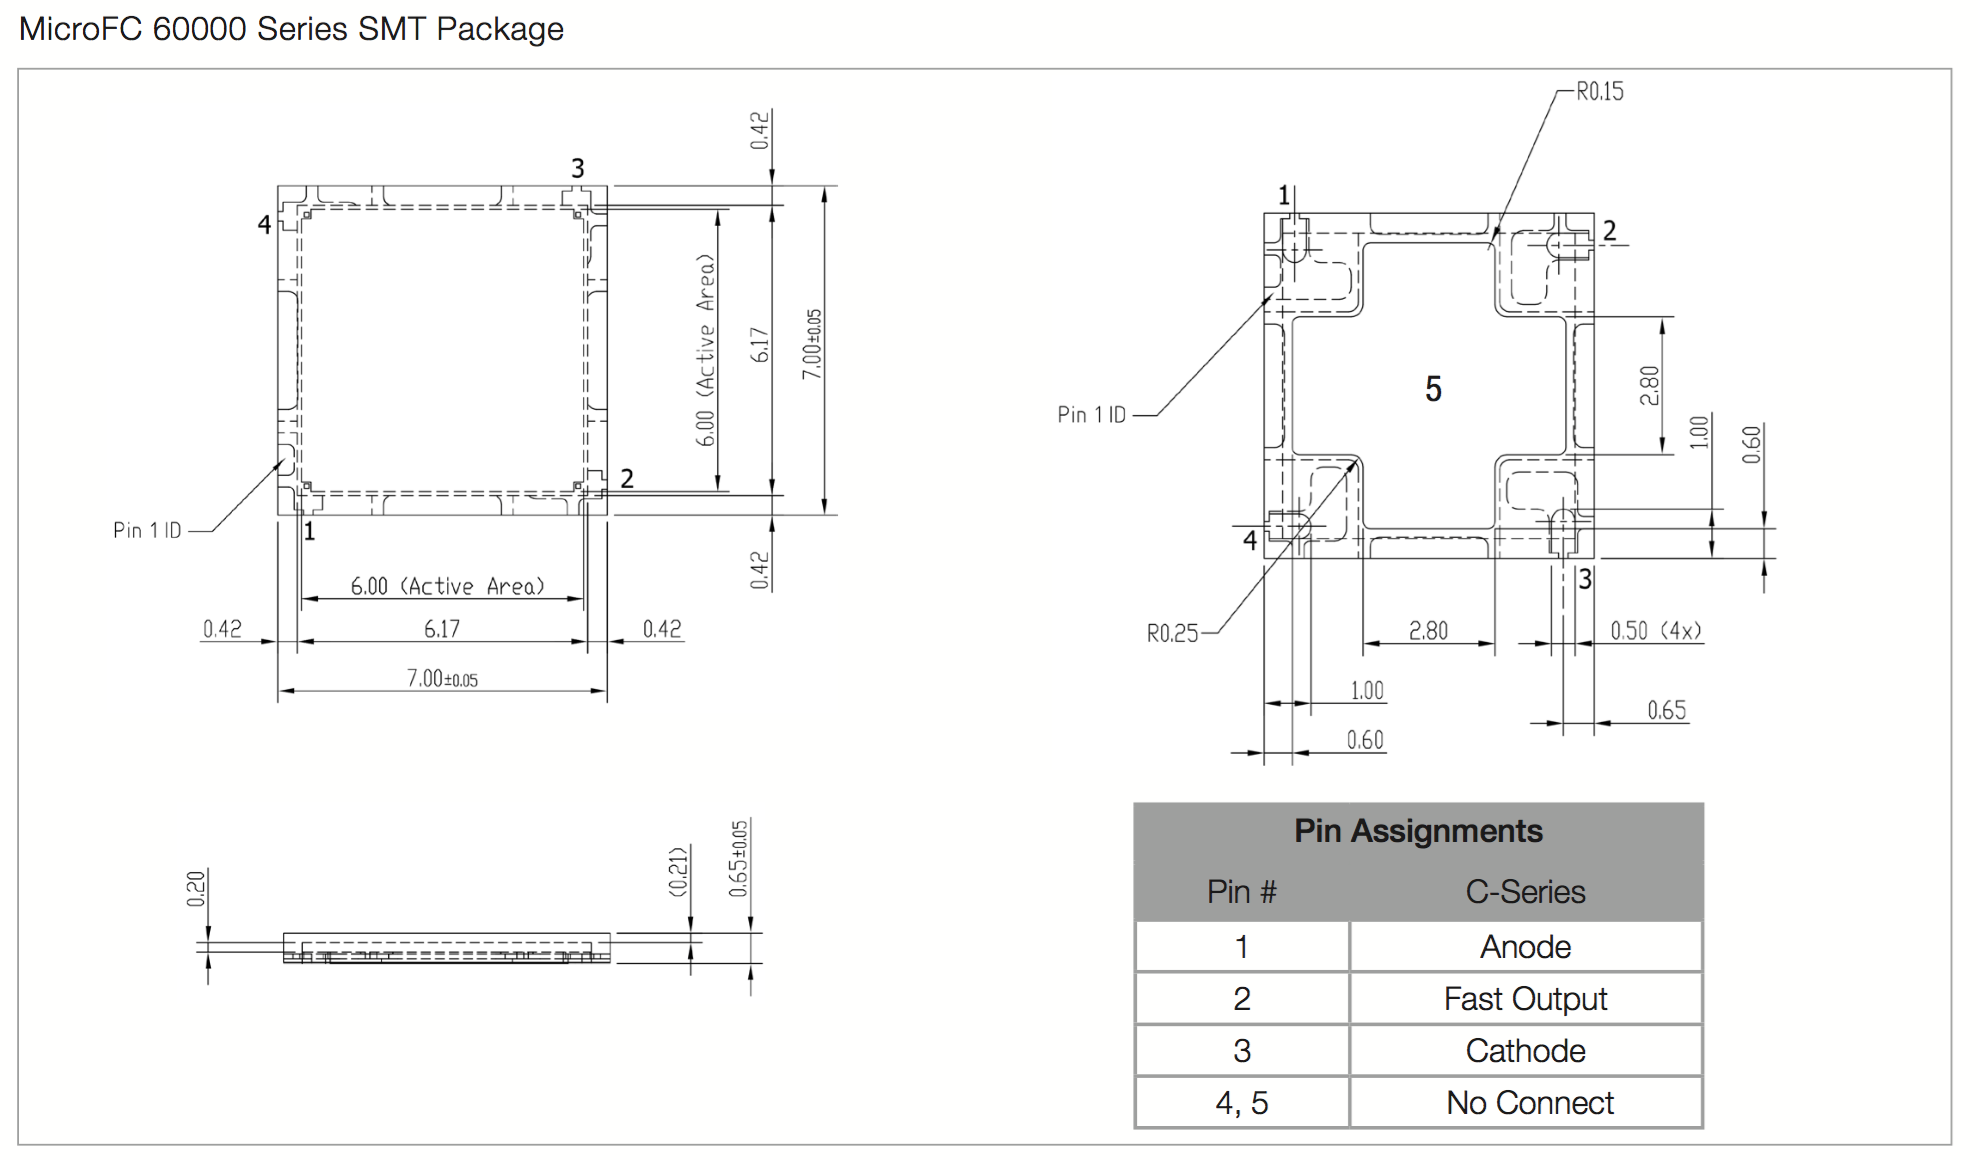 MicroFC 60000 Series SMT Package
0.42
3
4
6.00 (Active Area)
6.17
7.00±0.05
2
Pin 1 ID
1
0.42
6.00 (Active Area)
0.42
6.17
0.42
7.00±0.05
R0.15
1
2
5
2.80
Pin 1 ID
1.00
0.60
4
3
R0.25
2.80
0.50 (4x)
1.00
0.65
0.60
0.20
(0.21)
0.65±0.05
Pin Assignments
Pin # C-Series
1 Anode
2 Fast Output
3 Cathode
4, 5 No Connect